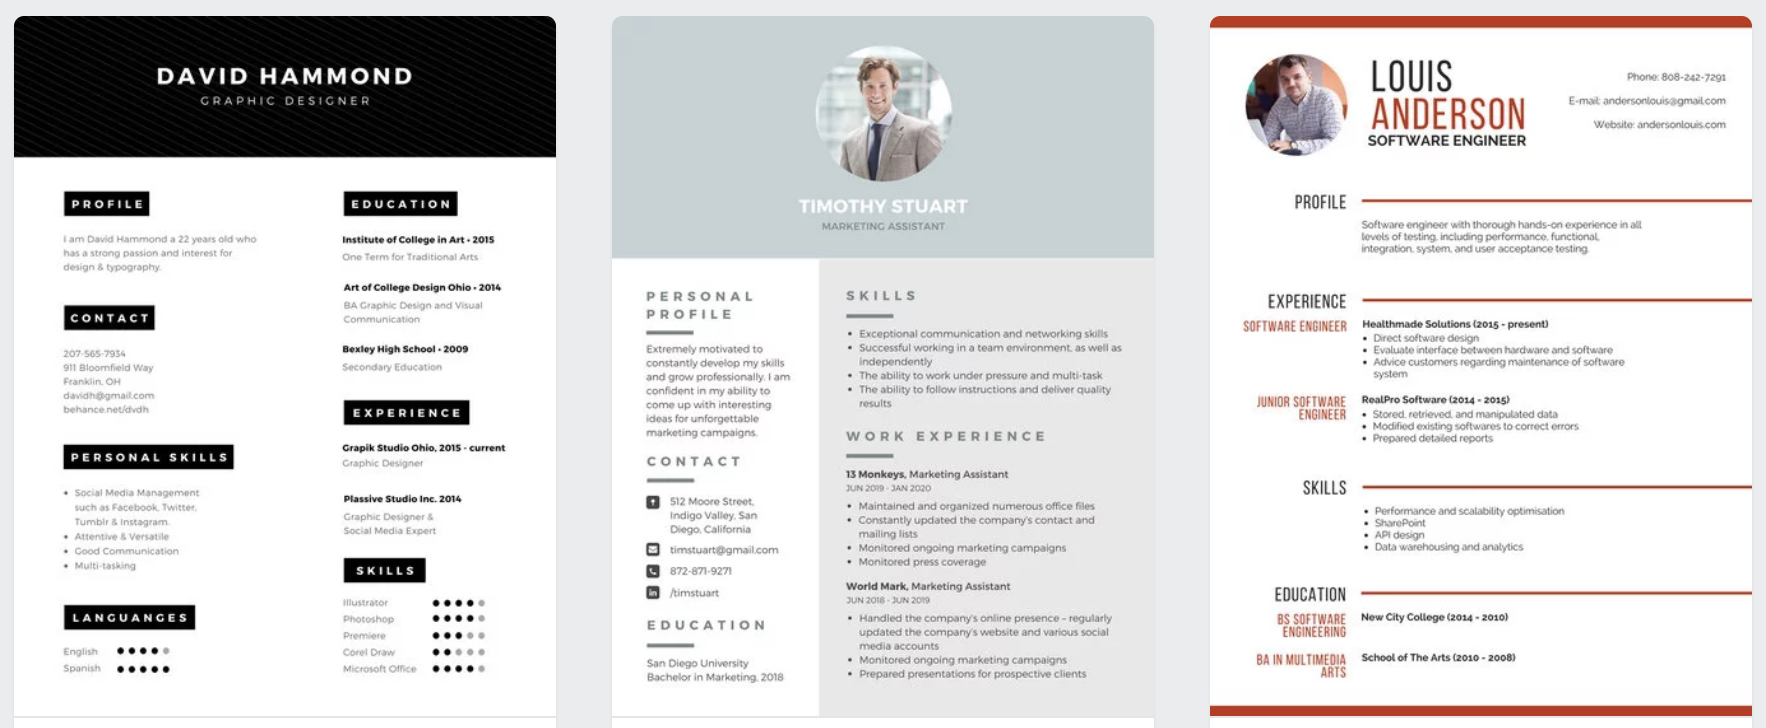 DAVID HAMMOND
GRAPHIC DESIGNER
PROFILE
I am David Hammond a 22 years old who
has a strong passion and interest for
design & typography.
CONTACT
207-565-7934
911 Bloomfield Way
Franklin, OH
davidh@gmail.com
behance.net/dvdh
PERSONAL SKILLS
• Social Media Management
such as Facebook, Twitter,
Tumblr & Instagram.
• Attentive & Versatile
• Good Communication
• Multi-tasking
LANGUANGES
English
Spanish
EDUCATION
Institute of College in Art • 2015
One Term for Traditional Arts
Art of College Design Ohio • 2014
BA Graphic Design and Visual
Communication
Bexley High School • 2009
Secondary Education
EXPERIENCE
Grapik Studio Ohio, 2015 - current
Graphic Designer
Plassive Studio Inc. 2014
Graphic Designer &
Social Media Expert
SKILLS
Illustrator
Photoshop
Premiere
Corel Draw
Microsoft Office
TIMOTHY STUART
MARKETING ASSISTANT
PERSONAL
PROFILE
Extremely motivated to
constantly develop my skills
and grow professionally. I am
confident in my ability to
come up with interesting
ideas for unforgettable
marketing campaigns.
CONTACT
512 Moore Street,
Indigo Valley, San
Diego, California
timstuart@gmail.com
872-871-9271
in /timstuart
EDUCATION
San Diego University
Bachelor in Marketing, 2018
SKILLS
• Exceptional communication and networking skills
• Successful working in a team environment, as well as
independently
• The ability to work under pressure and multi-task
• The ability to follow instructions and deliver quality
results
WORK EXPERIENCE
13 Monkeys, Marketing Assistant
JUN 2019 - JAN 2020
• Maintained and organized numerous office files
• Constantly updated the company's contact and
mailing lists
• Monitored ongoing marketing campaigns
• Monitored press coverage
World Mark, Marketing Assistant
JUN 2018 - JUN 2019
• Handled the company's online presence – regularly
updated the company's website and various social
media accounts
• Monitored ongoing marketing campaigns
• Prepared presentations for prospective clients
LOUIS
ANDERSON
SOFTWARE ENGINEER
Phone: 808-242-7291
E-mail: andersonlouis@gmail.com
Website: andersonlouis.com
PROFILE
Software engineer with thorough hands-on experience in all
levels of testing, including performance, functional,
integration, system, and user acceptance testing.
EXPERIENCE
SOFTWARE ENGINEER
Healthmade Solutions (2015 - present)
• Direct software design
• Evaluate interface between hardware and software
• Advice customers regarding maintenance of software
system
JUNIOR SOFTWARE
ENGINEER
RealPro Software (2014 - 2015)
• Stored, retrieved, and manipulated data
• Modified existing softwares to correct errors
• Prepared detailed reports
SKILLS
• Performance and scalability optimisation
• SharePoint
• API design
• Data warehousing and analytics
EDUCATION
BS SOFTWARE
ENGINEERING
New City College (2014 - 2010)
BA IN MULTIMEDIA
ARTS
School of The Arts (2010 - 2008)